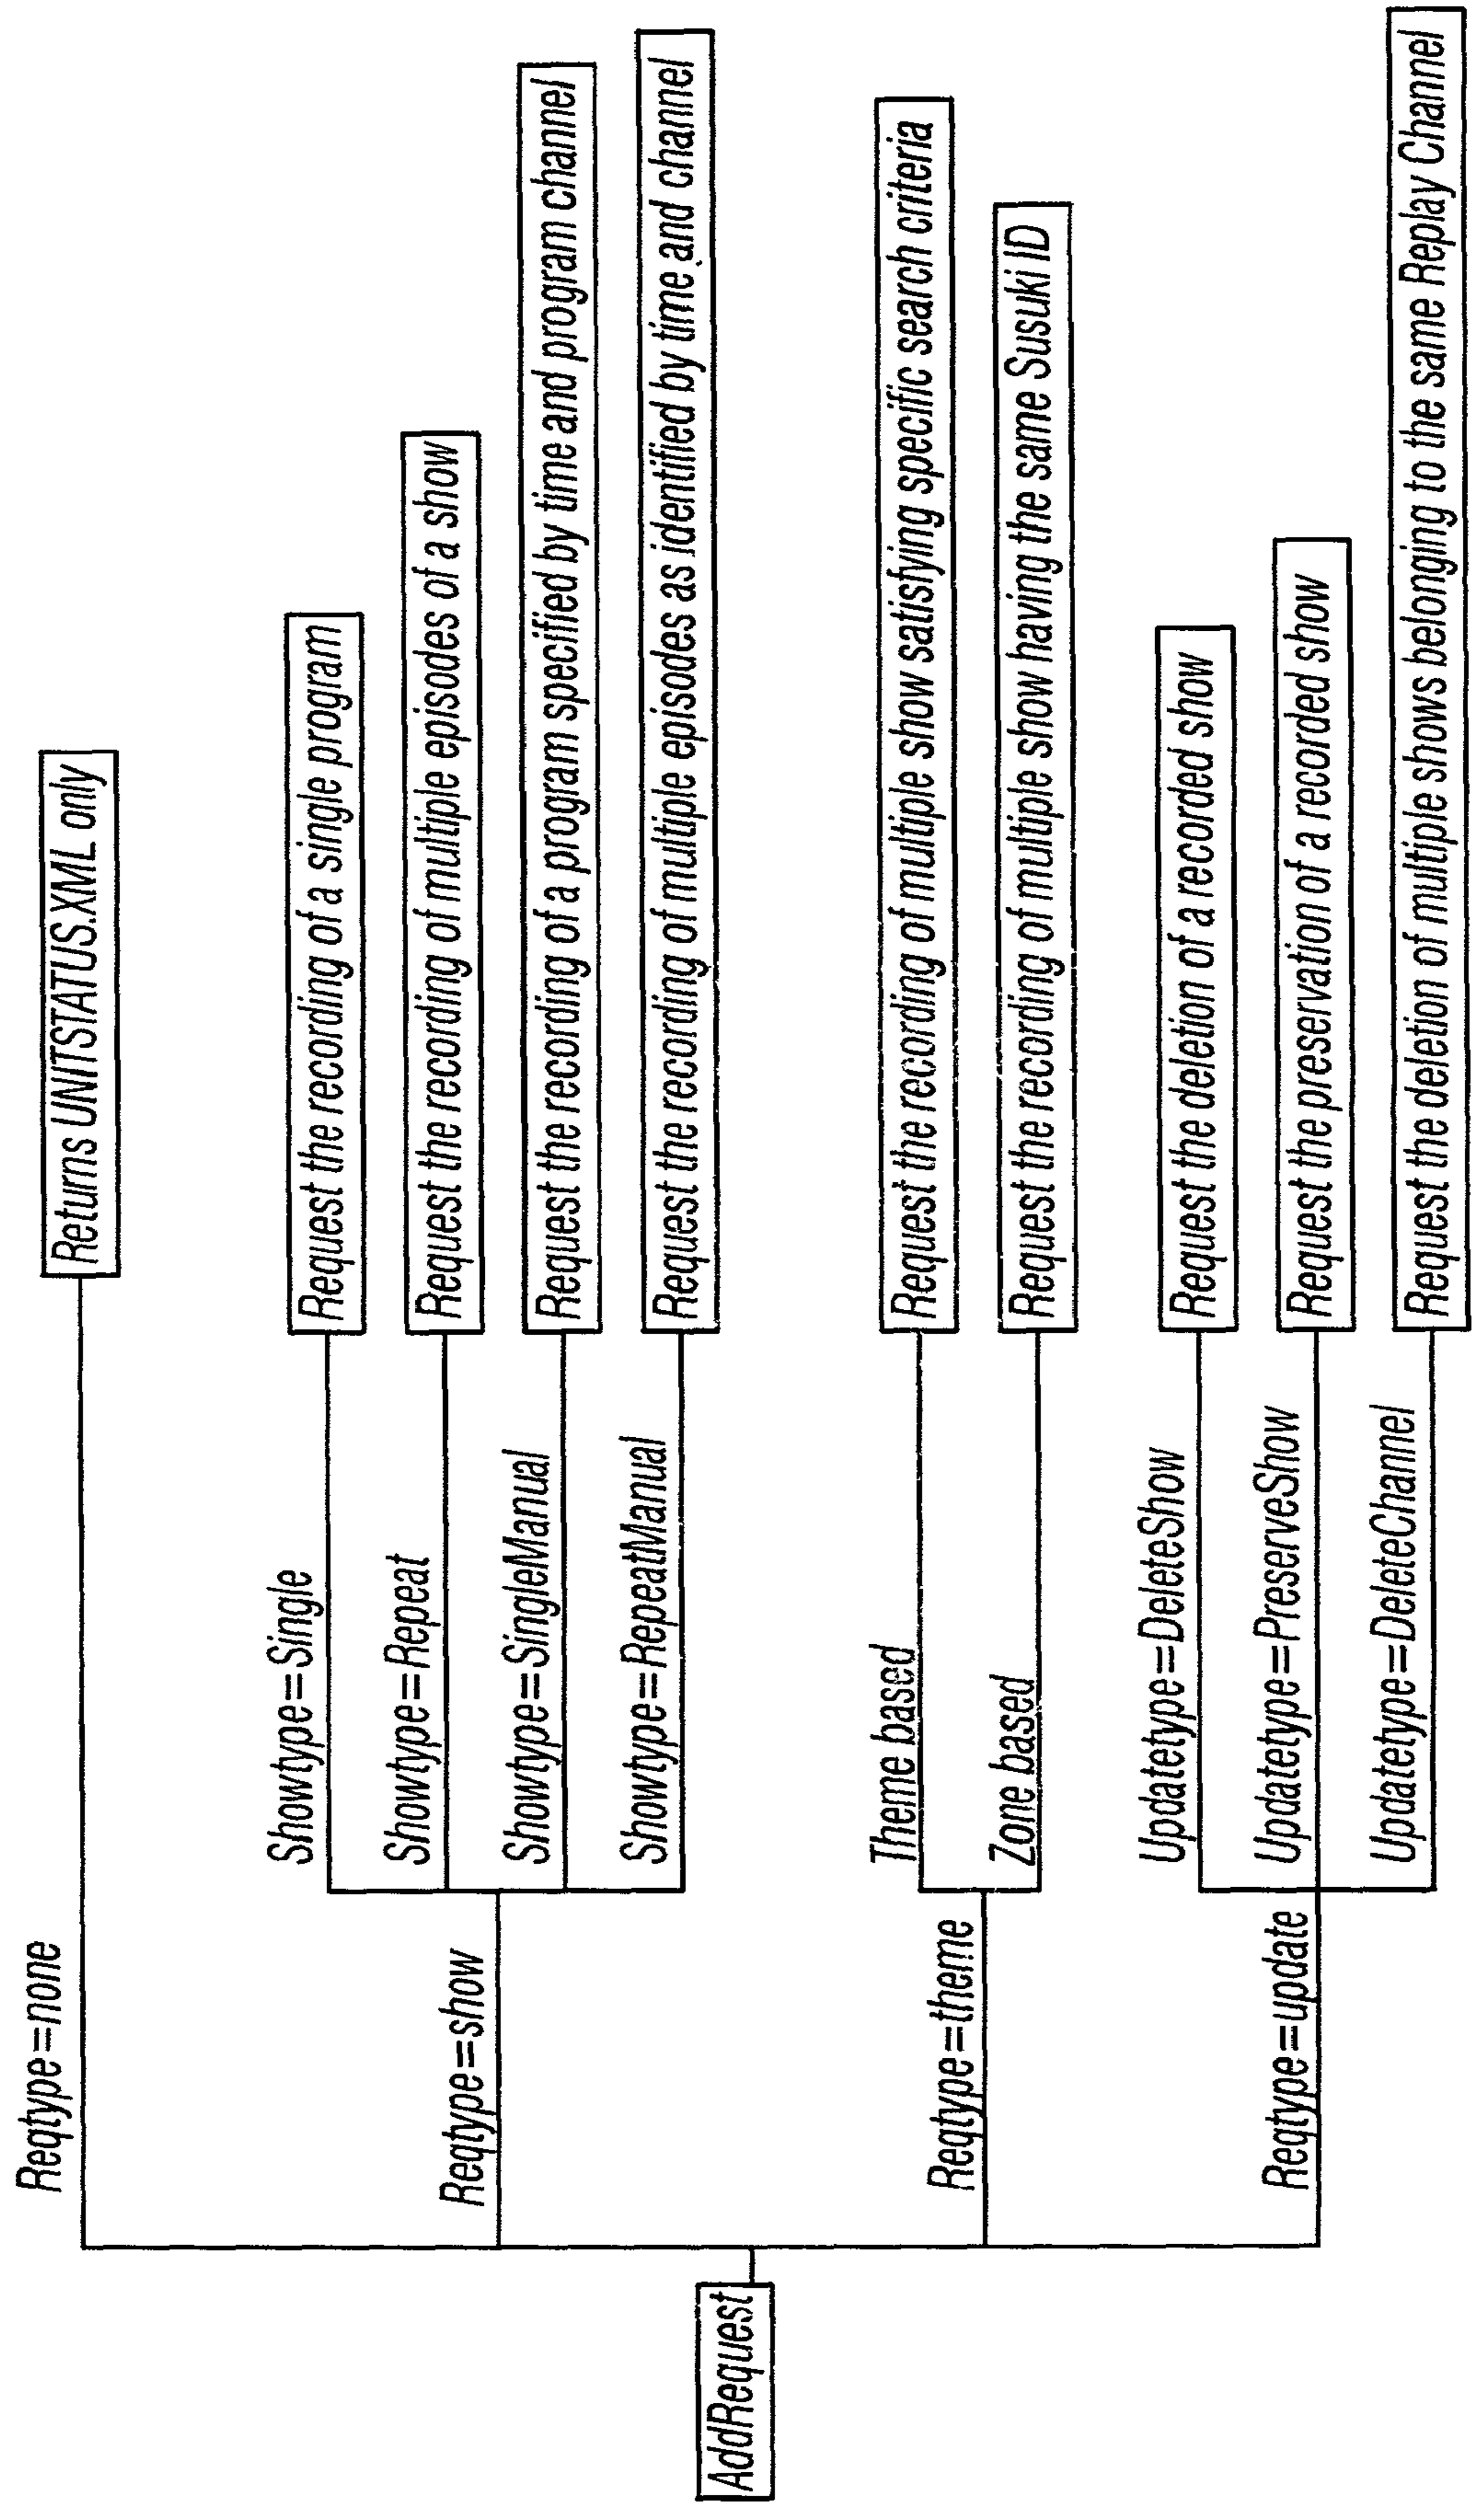 AddRequest
Reqtype=none
Returns UNITSTATUS.XML only
Reqtype=show
Showtype=Single
Request the recording of a single program
Showtype=Repeat
Request the recording of multiple episodes of a show
Showtype=SingleManual
Request the recording of a program specified by time and program channel
Showtype=RepeatManual
Request the recording of multiple episodes as identified by time and channel
Reqtype=theme
Theme based
Request the recording of multiple show satisfying specific search criteria
Zone based
Request the recording of multiple show having the same Susuki ID
Reqtype=update
Updatetype=DeleteShow
Request the deletion of a recorded show
Updatetype=PreserveShow
Request the preservation of a recorded show
Updatetype=DeleteChannel
Request the deletion of multiple shows belonging to the same Replay Channel